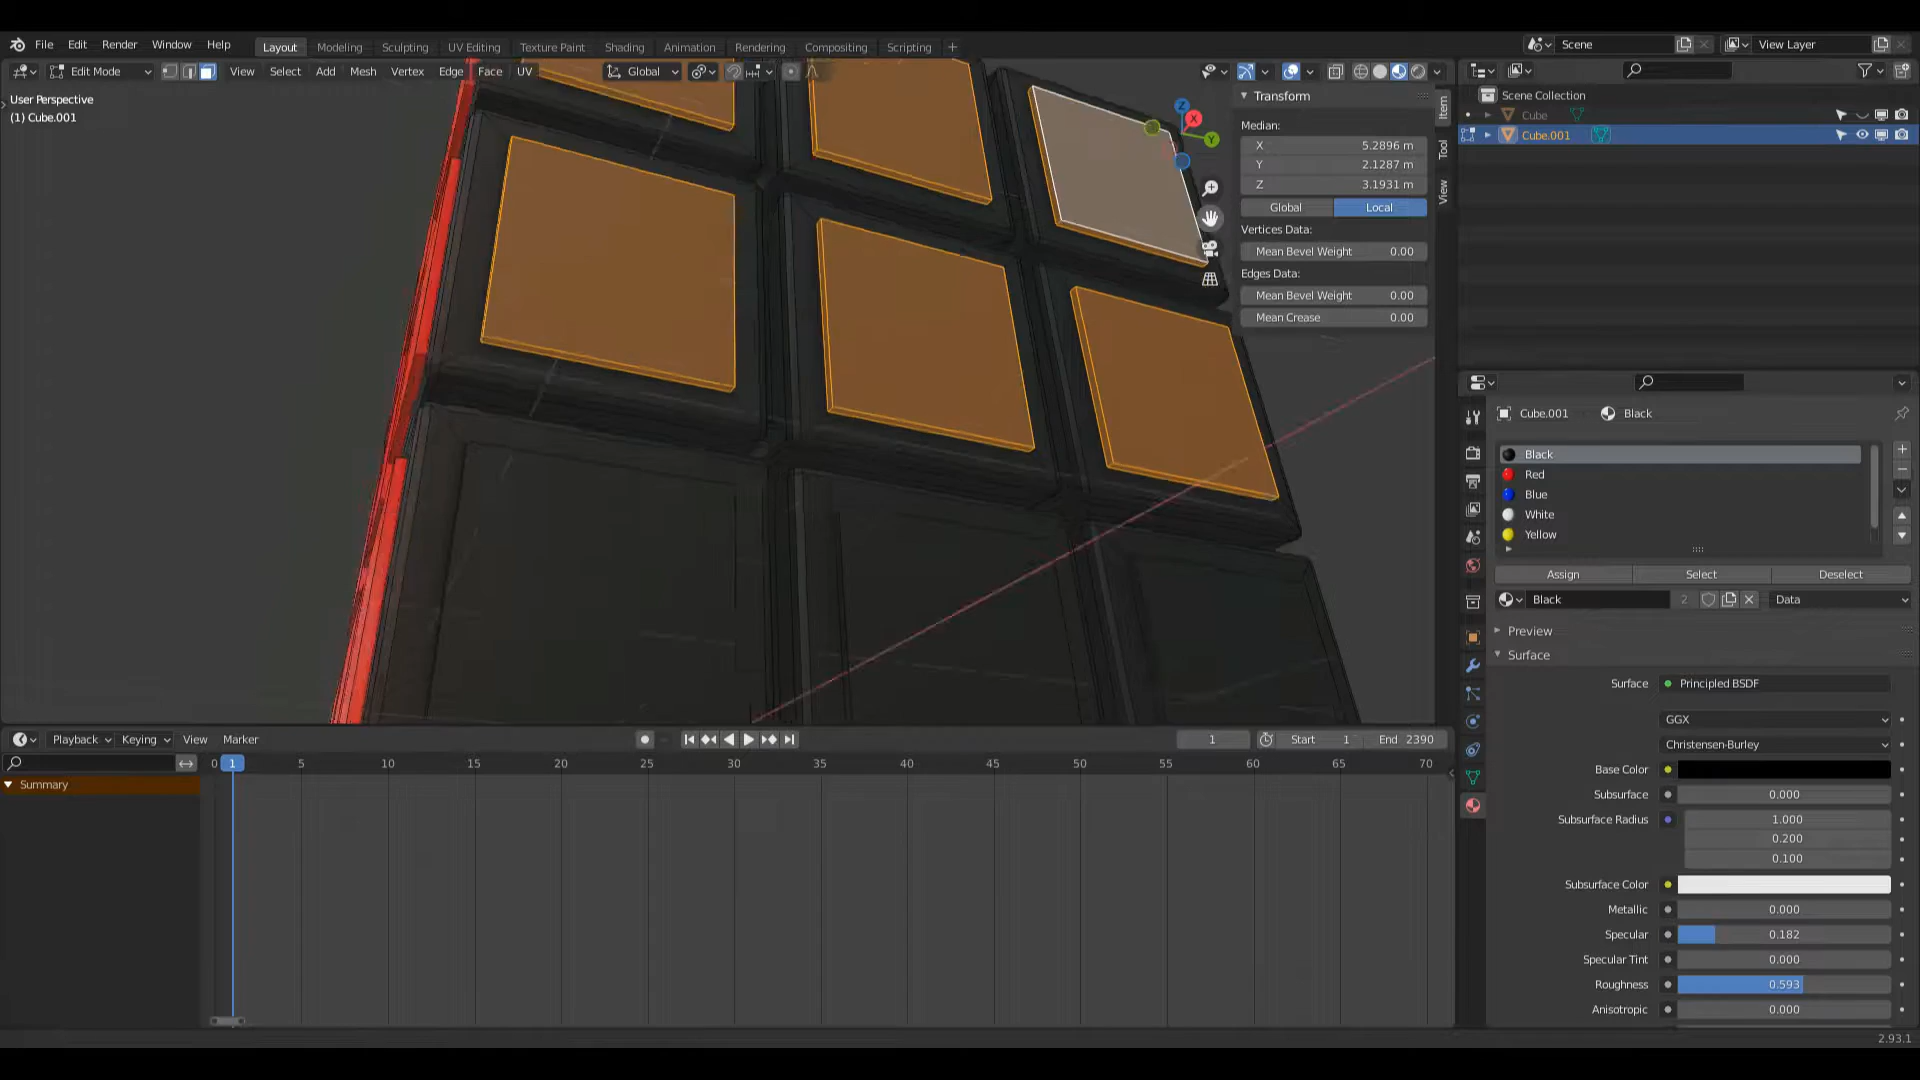 File Edit Render Window Help
Layout Modeling Sculpting UV Editing Texture Paint Shading Animation Rendering Compositing Scripting +
Scene
View Layer
Edit Mode
View Select Add Mesh Vertex Edge Face UV
Global
User Perspective
(1) Cube.001
Z
X
Y
Transform
Median:
X 5.2896 m
Y 2.1287 m
Z 3.1931 m
Global Local
Vertices Data:
Mean Bevel Weight 0.00
Edges Data:
Mean Bevel Weight 0.00
Mean Crease 0.00
Item
Tool
View
Scene Collection
Cube
Cube.001
Cube.001 Black
Black
Red
Blue
White
Yellow
Assign Select Deselect
Black 2 Data
Preview
Surface
Surface Principled BSDF
GGX
Christensen-Burley
Base Color
Subsurface 0.000
Subsurface Radius 1.000
0.200
0.100
Subsurface Color
Metallic 0.000
Specular 0.182
Specular Tint 0.000
Roughness 0.593
Anisotropic 0.000
Playback Keying View Marker
1 Start 1 End 2390
0 1 5 10 15 20 25 30 35 40 45 50 55 60 65 70
Summary
2.93.1